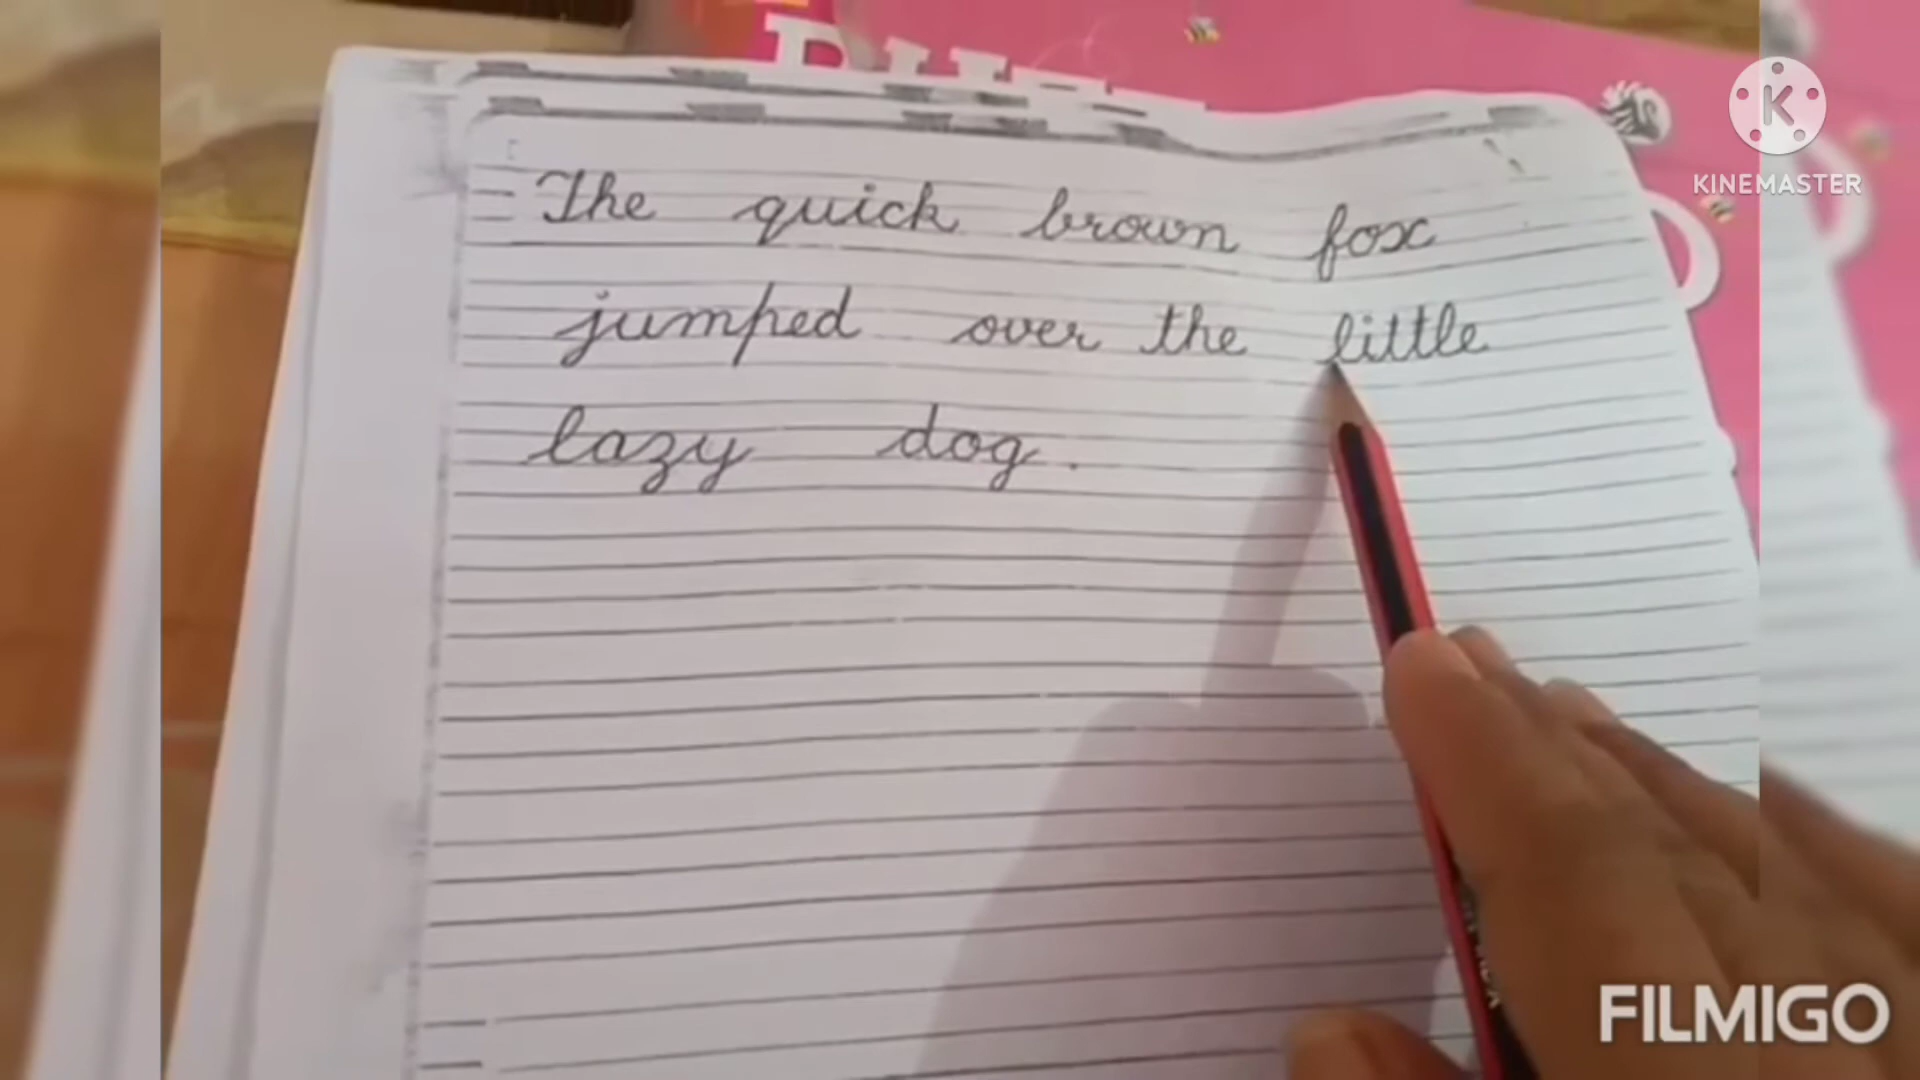 The quick brown fox
jumped over the little
lazy dog.
KINEMASTER
FILMIGO